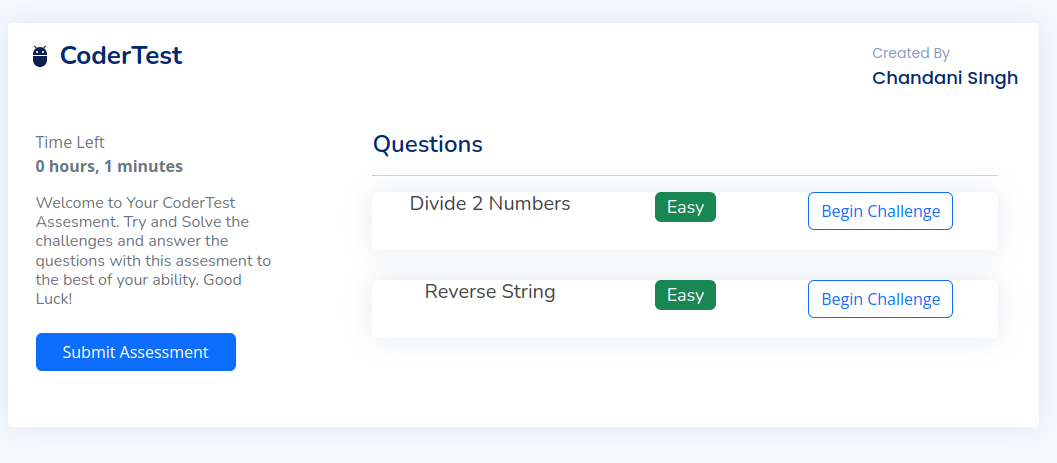 CoderTest
Created By
Chandani SIngh
Time Left
0 hours, 1 minutes
Welcome to Your CoderTest
Assesment. Try and Solve the
challenges and answer the
questions with this assesment to
the best of your ability. Good
Luck!
Submit Assessment
Questions
Divide 2 Numbers
Easy
Begin Challenge
Reverse String
Easy
Begin Challenge